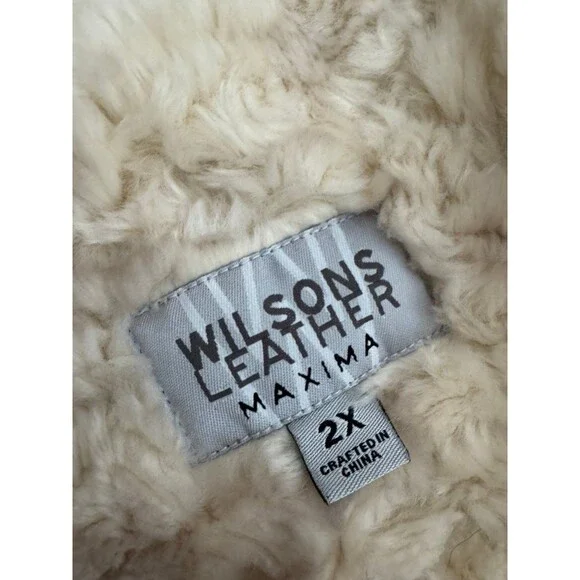 WILSONS
LEATHER
MAXIMA
2X
CRAFTED IN
CHINA